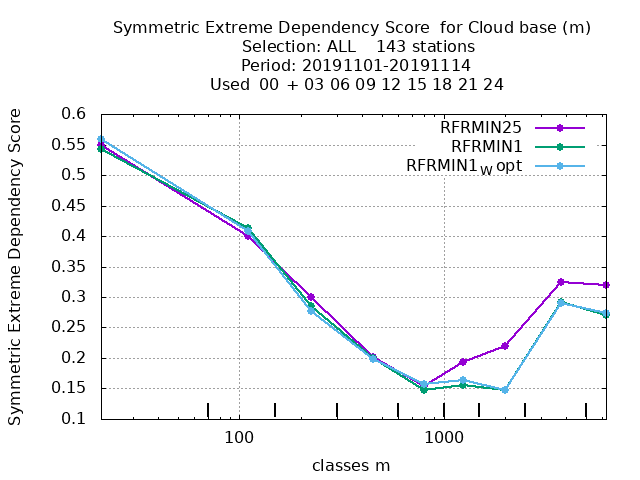 Symmetric Extreme Dependency Score  for Cloud base (m)
Selection: ALL    143 stations
Period: 20191101-20191114
Used  00 + 03 06 09 12 15 18 21 24
Symmetric Extreme Dependency Score
0.6
0.55
0.5
0.45
0.4
0.35
0.3
0.25
0.2
0.15
0.1
RFRMIN25
RFRMIN1
RFRMIN1W opt
100
1000
classes m